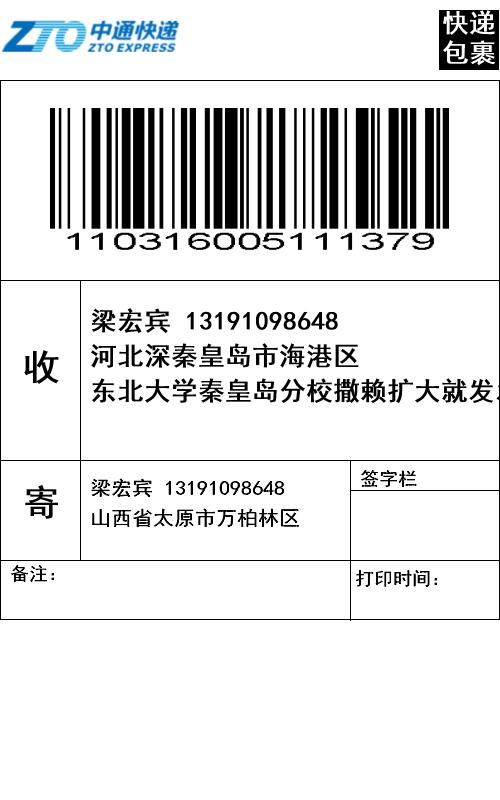 ZTO 中通快递
ZTO EXPRESS
快递
包裹
110316005111379
收
梁宏宾 13191098648
河北深秦皇岛市海港区
东北大学秦皇岛分校撒赖扩大就发
寄
梁宏宾 13191098648
山西省太原市万柏林区
签字栏
备注:
打印时间: